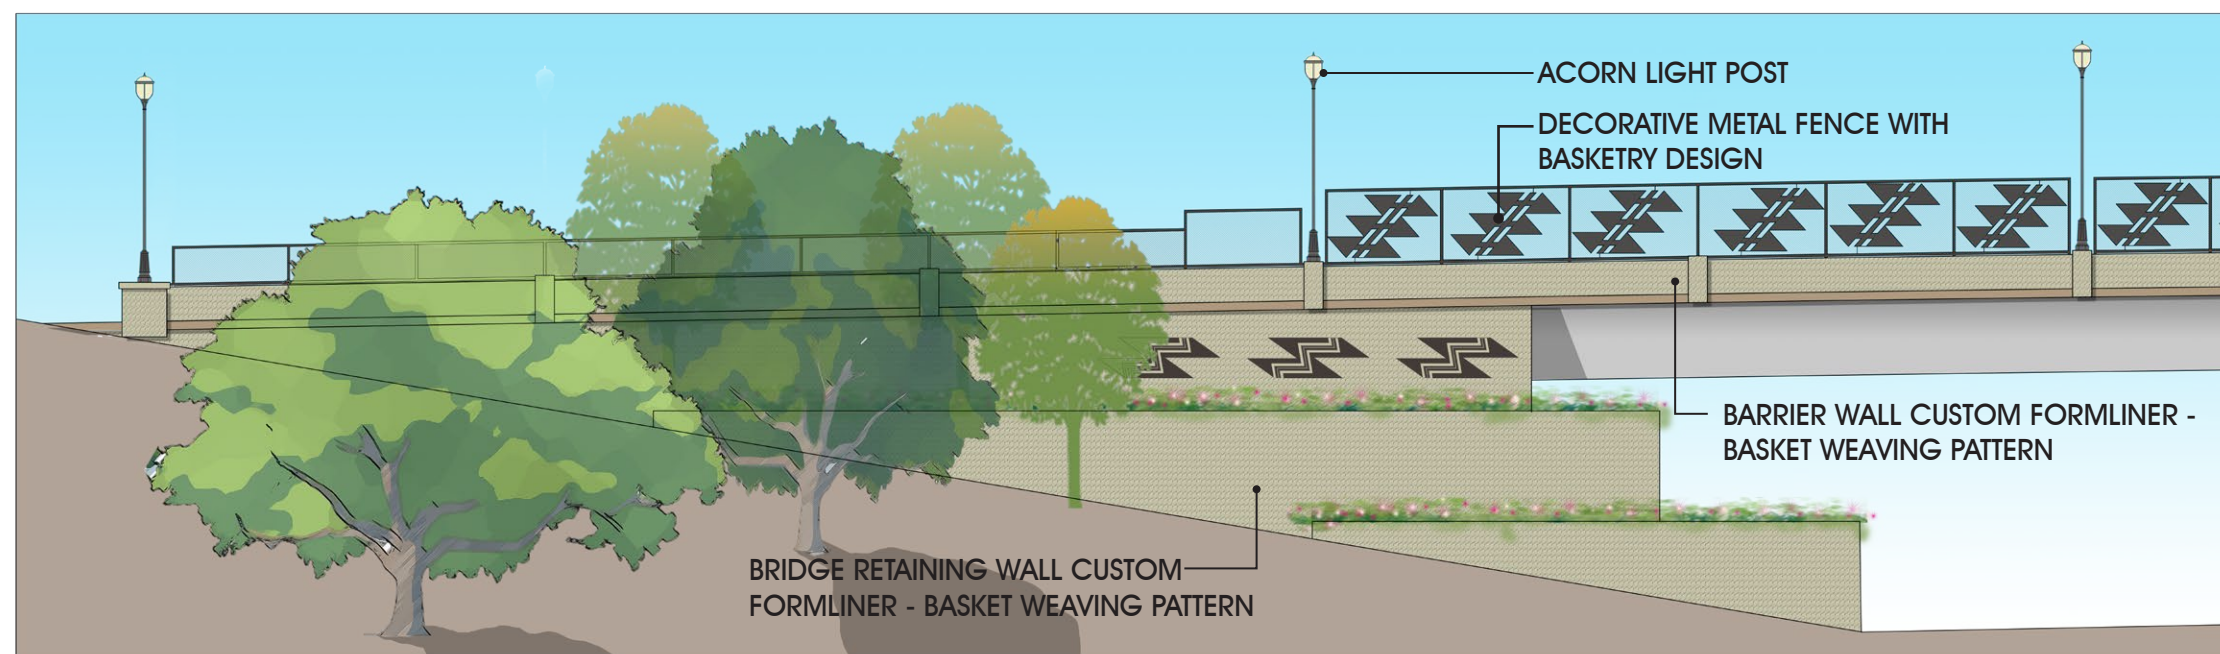 ACORN LIGHT POST
DECORATIVE METAL FENCE WITH
BASKETRY DESIGN
BARRIER WALL CUSTOM FORMLINER -
BASKET WEAVING PATTERN
BRIDGE RETAINING WALL CUSTOM
FORMLINER - BASKET WEAVING PATTERN